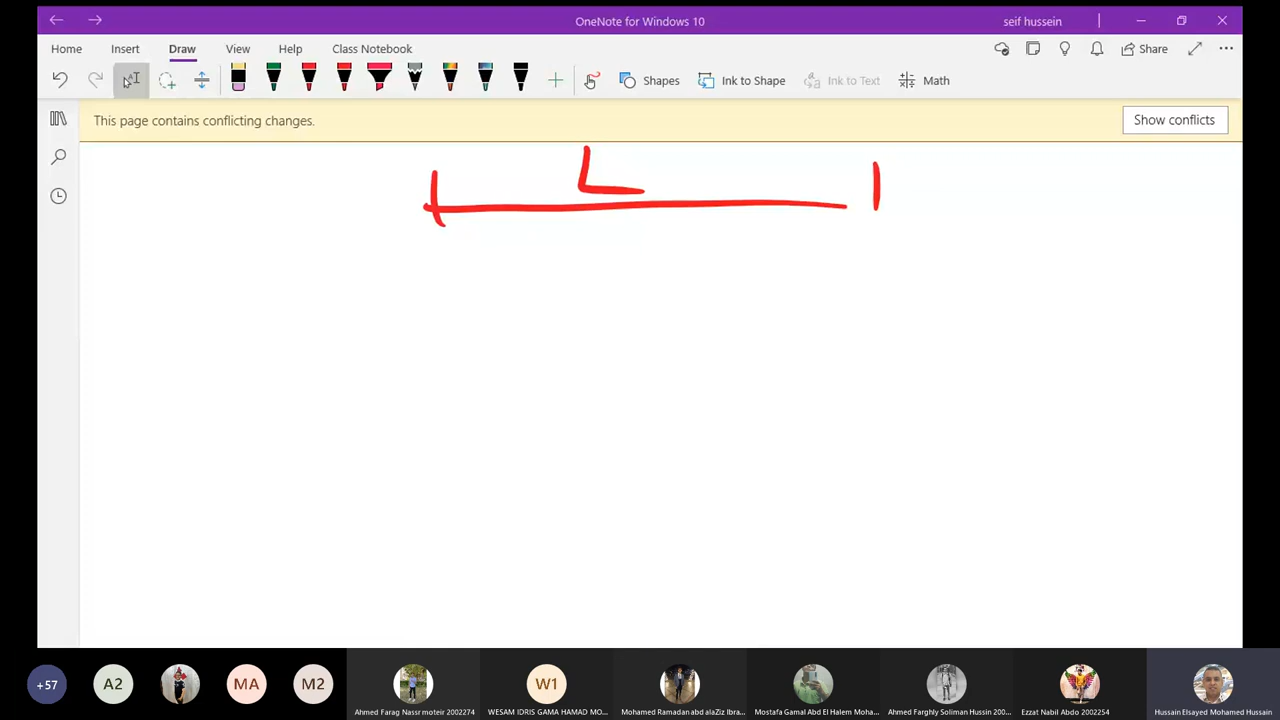 OneNote for Windows 10
seif hussein
Home Insert Draw View Help Class Notebook
Share
Shapes Ink to Shape Ink to Text Math
This page contains conflicting changes.
Show conflicts
L
+57 A2 MA M2 W1
Ahmed Farag Nassr moteir 2002274
WESAM IDRIS GAMA HAMAD MO...
Mohamed Ramadan abd alaZiz Ibra...
Mostafa Gamal Abd El Halem Moha...
Ahmed Farghly Soliman Hussin 200...
Ezzat Nabil Abdo 2002254
Hussain Elsayed Mohamed Hussain